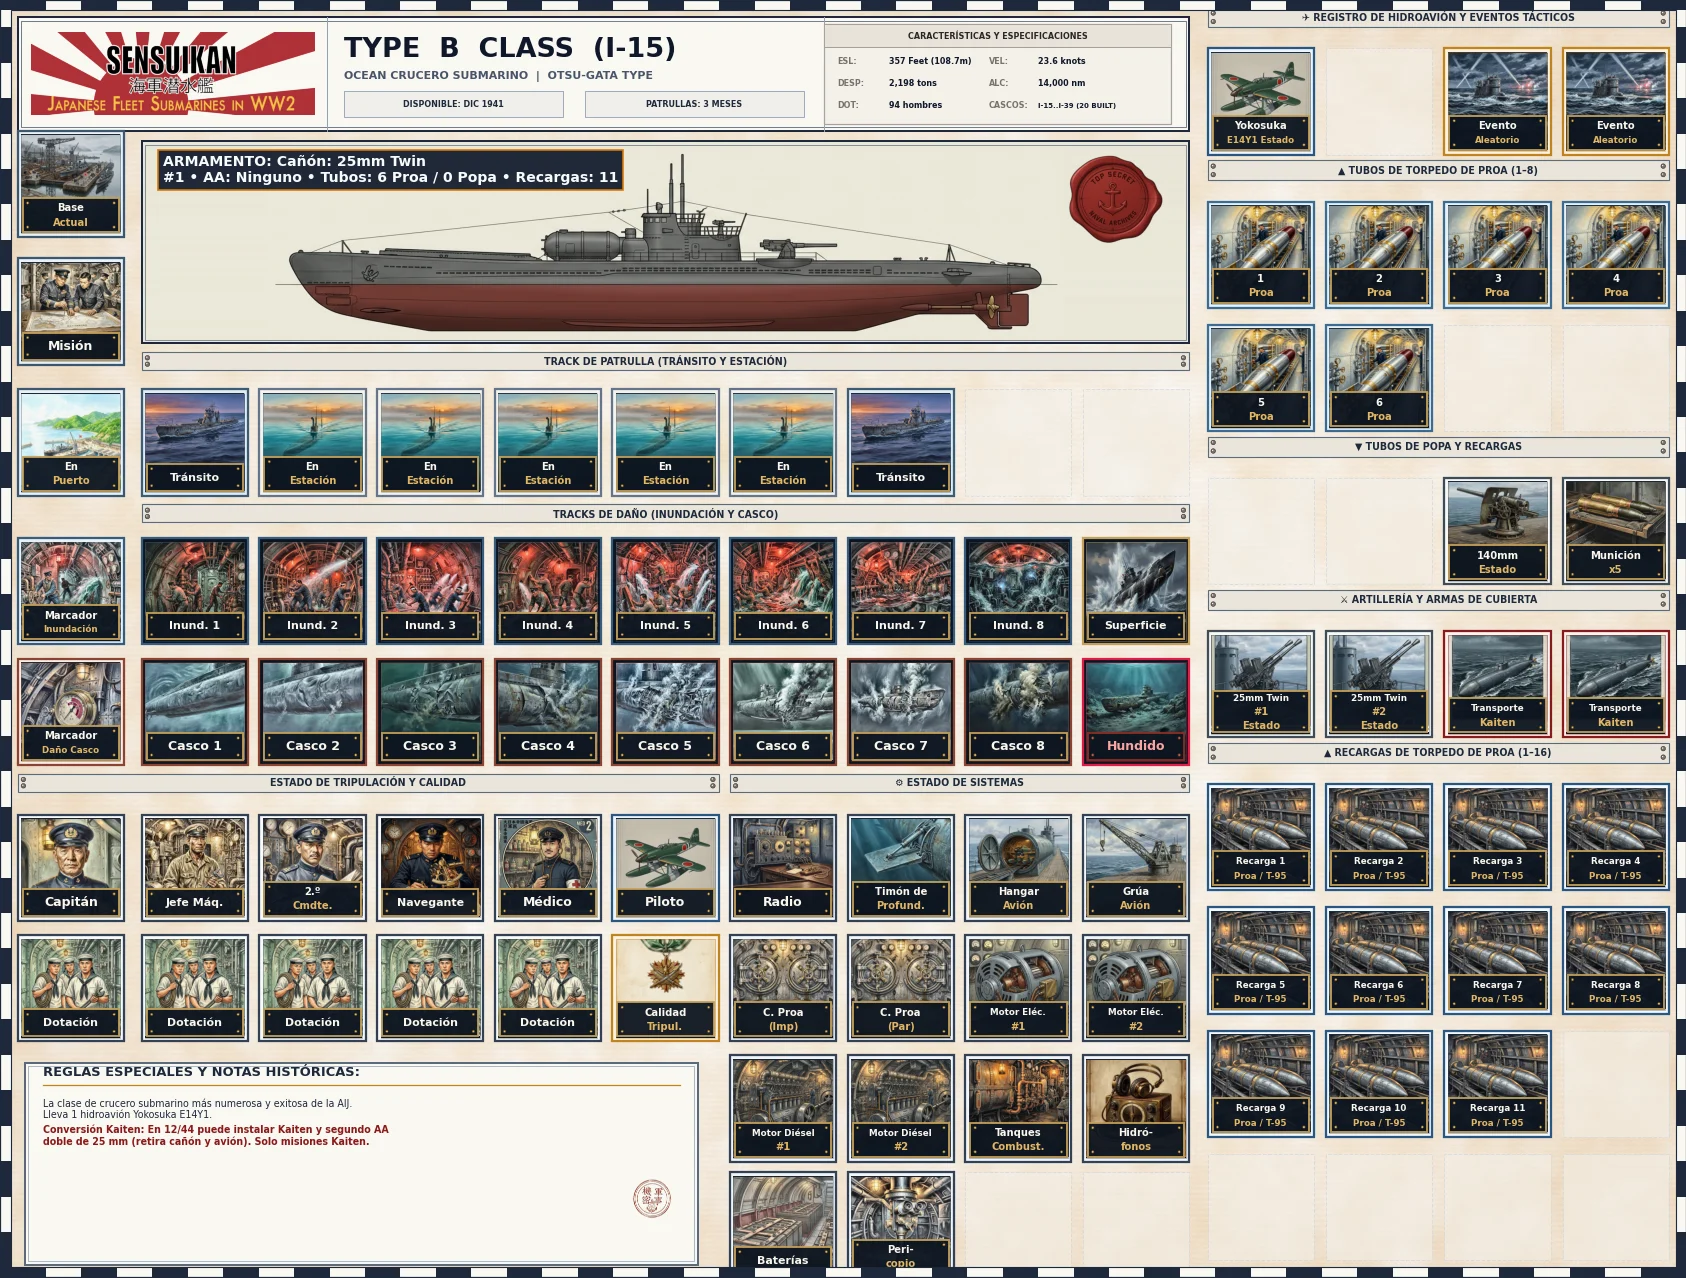 SENSUIKAN
海軍潜水艦
JAPANESE FLEET SUBMARINES IN WW2
TYPE B CLASS (I-15)
OCEAN CRUCERO SUBMARINO | OTSU-GATA TYPE
DISPONIBLE: DIC 1941
PATRULLAS: 3 MESES
CARACTERÍSTICAS Y ESPECIFICACIONES
ESL: 357 Feet (108.7m) VEL: 23.6 knots
DESP: 2,198 tons ALC: 14,000 nm
DOT: 94 hombres CASCOS: I-15..I-39 (20 BUILT)
Base
Actual
Misión
ARMAMENTO: Cañón: 25mm Twin
#1 • AA: Ninguno • Tubos: 6 Proa / 0 Popa • Recargas: 11
TOP SECRET
NAVAL ARCHIVES
TRACK DE PATRULLA (TRÁNSITO Y ESTACIÓN)
En
Puerto
Tránsito
En
Estación
En
Estación
En
Estación
En
Estación
En
Estación
Tránsito
TRACKS DE DAÑO (INUNDACIÓN Y CASCO)
Marcador
Inundación
Inund. 1
Inund. 2
Inund. 3
Inund. 4
Inund. 5
Inund. 6
Inund. 7
Inund. 8
Superficie
Marcador
Daño Casco
Casco 1
Casco 2
Casco 3
Casco 4
Casco 5
Casco 6
Casco 7
Casco 8
Hundido
ESTADO DE TRIPULACIÓN Y CALIDAD
Capitán
Jefe Máq.
2.º
Cmdte.
Navegante
Médico
Piloto
Dotación
Dotación
Dotación
Dotación
Dotación
Calidad
Tripul.
⚙ ESTADO DE SISTEMAS
Radio
Timón de
Profund.
Hangar
Avión
Grúa
Avión
C. Proa
(Imp)
C. Proa
(Par)
Motor Eléc.
#1
Motor Eléc.
#2
Motor Diésel
#1
Motor Diésel
#2
Tanques
Combust.
Hidró-
fonos
Baterías
Peri-
copio
REGLAS ESPECIALES Y NOTAS HISTÓRICAS:
La clase de crucero submarino más numerosa y exitosa de la AIJ.
Lleva 1 hidroavión Yokosuka E14Y1.
Conversión Kaiten: En 12/44 puede instalar Kaiten y segundo AA
doble de 25 mm (retira cañón y avión). Solo misiones Kaiten.
✈ REGISTRO DE HIDROAVIÓN Y EVENTOS TÁCTICOS
Yokosuka
E14Y1 Estado
Evento
Aleatorio
Evento
Aleatorio
▲ TUBOS DE TORPEDO DE PROA (1–8)
1
Proa
2
Proa
3
Proa
4
Proa
5
Proa
6
Proa
▼ TUBOS DE POPA Y RECARGAS
140mm
Estado
Munición
x5
⚔ ARTILLERÍA Y ARMAS DE CUBIERTA
25mm Twin
#1
Estado
25mm Twin
#2
Estado
Transporte
Kaiten
Transporte
Kaiten
▲ RECARGAS DE TORPEDO DE PROA (1–16)
Recarga 1
Proa / T-95
Recarga 2
Proa / T-95
Recarga 3
Proa / T-95
Recarga 4
Proa / T-95
Recarga 5
Proa / T-95
Recarga 6
Proa / T-95
Recarga 7
Proa / T-95
Recarga 8
Proa / T-95
Recarga 9
Proa / T-95
Recarga 10
Proa / T-95
Recarga 11
Proa / T-95